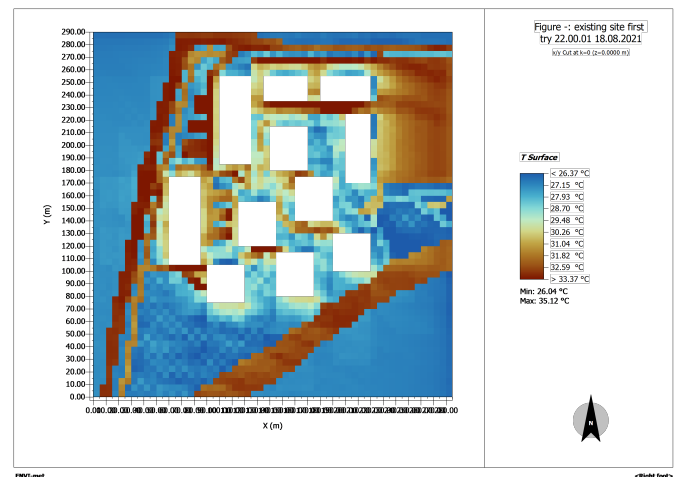 Figure -: existing site first
try 22.00.01 18.08.2021
x/y Cut at k=0 (z=0.0000 m)
290.00
280.00
270.00
260.00
250.00
240.00
230.00
220.00
210.00
200.00
190.00
180.00
170.00
160.00
150.00
140.00
130.00
120.00
110.00
100.00
90.00
80.00
70.00
60.00
50.00
40.00
30.00
20.00
10.00
0.00
Y (m)
X (m)
T Surface
< 26.37 °C
27.15 °C
27.93 °C
28.70 °C
29.48 °C
30.26 °C
31.04 °C
31.82 °C
32.59 °C
> 33.37 °C
Min: 26.04 °C
Max: 35.12 °C
N
ENVI-met
<Right foot>